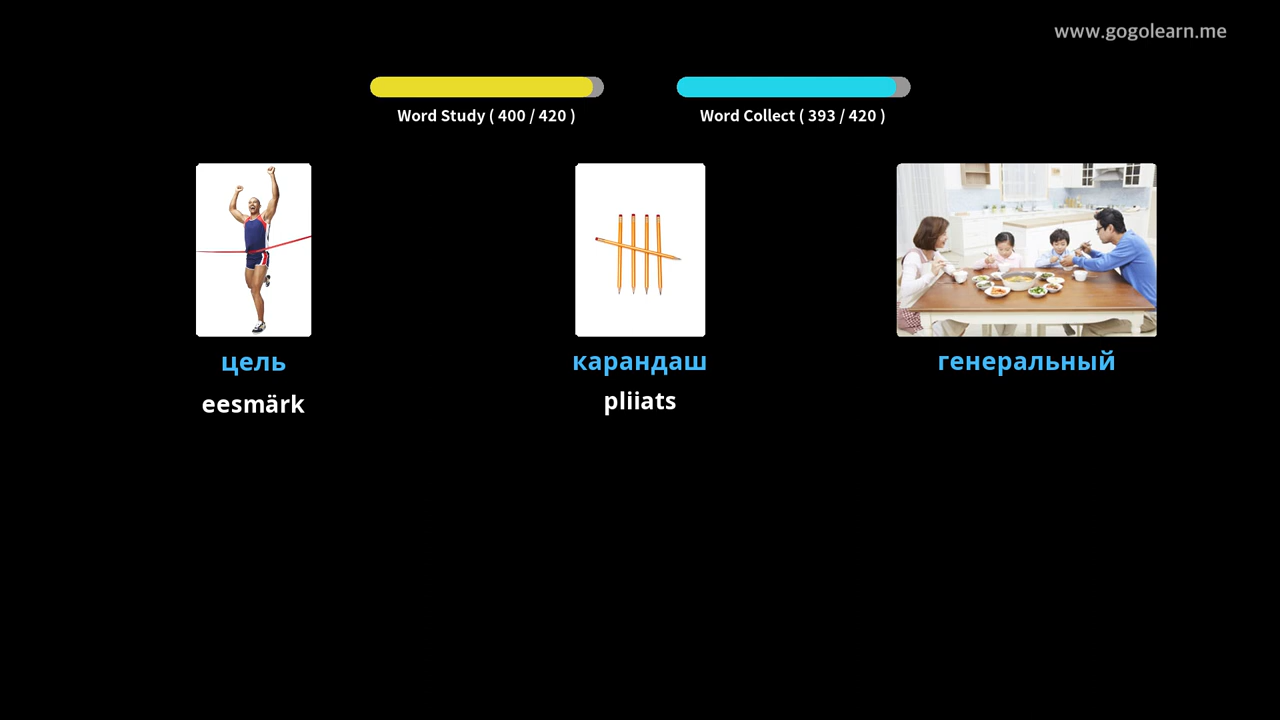 www.gogolearn.me
Word Study ( 400 / 420 )
Word Collect ( 393 / 420 )
цель
карандаш
генеральный
eesmärk
pliiats